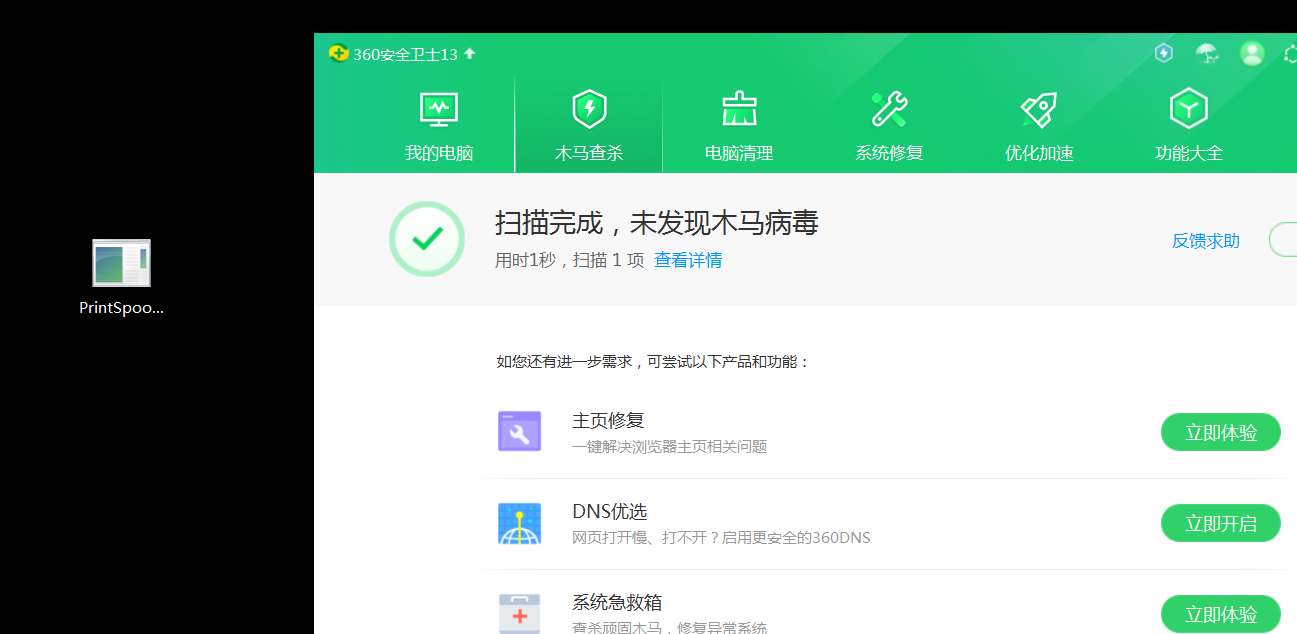 360安全卫士13
我的电脑
木马查杀
电脑清理
系统修复
优化加速
功能大全
扫描完成，未发现木马病毒
用时1秒，扫描 1 项 查看详情
反馈求助
PrintSpoo...
如您还有进一步需求，可尝试以下产品和功能：
主页修复
一键解决浏览器主页相关问题
立即体验
DNS优选
网页打开慢、打不开？启用更安全的360DNS
立即开启
系统急救箱
查杀顽固木马，修复异常系统
立即体验